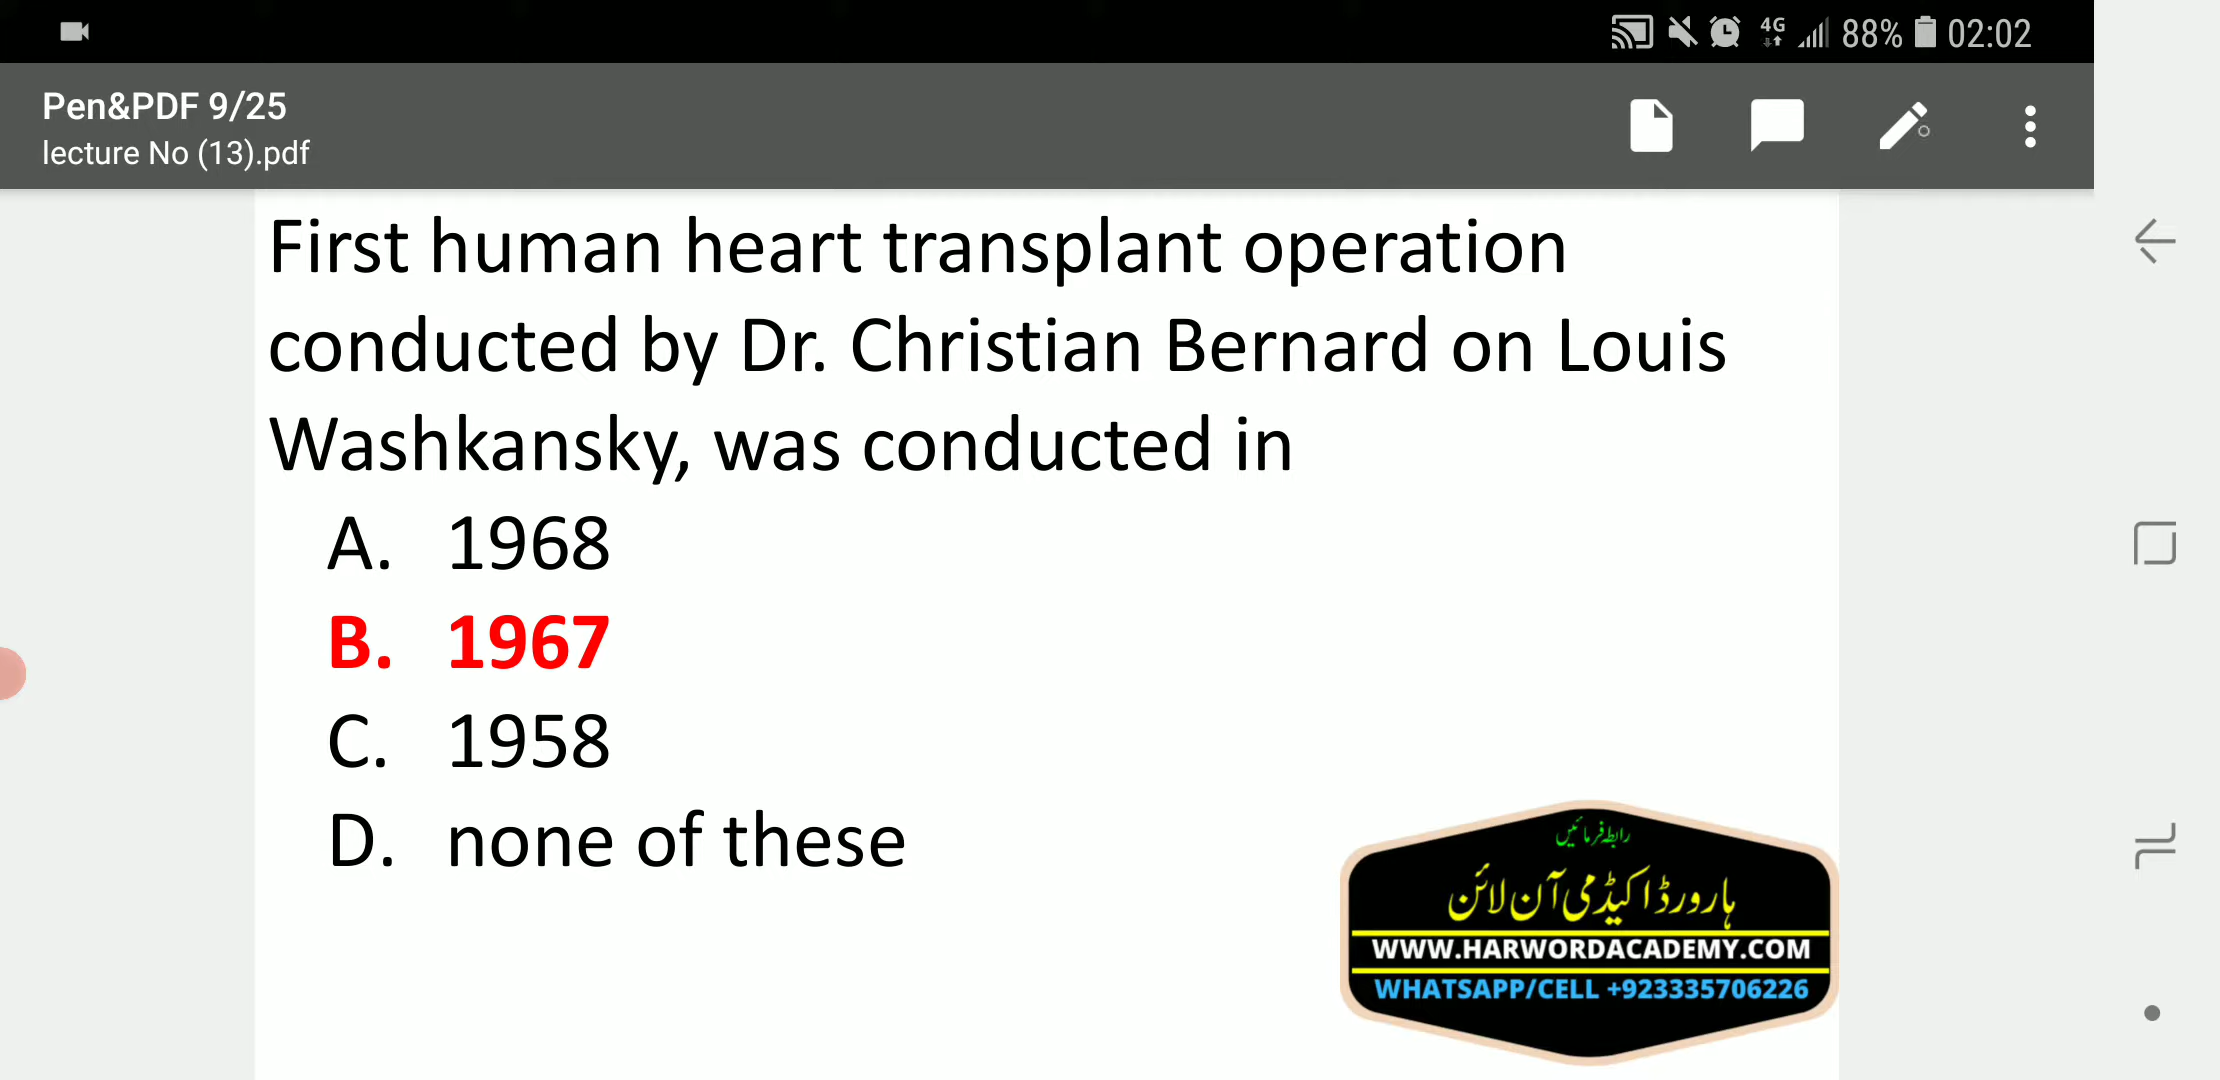 4G 88% 02:02
Pen&PDF 9/25
lecture No (13).pdf
First human heart transplant operation
conducted by Dr. Christian Bernard on Louis
Washkansky, was conducted in
A. 1968
B. 1967
C. 1958
D. none of these
رابطہ فرمائیں
ہارورڈ اکیڈمی آن لائن
WWW.HARWORDACADEMY.COM
WHATSAPP/CELL +923335706226